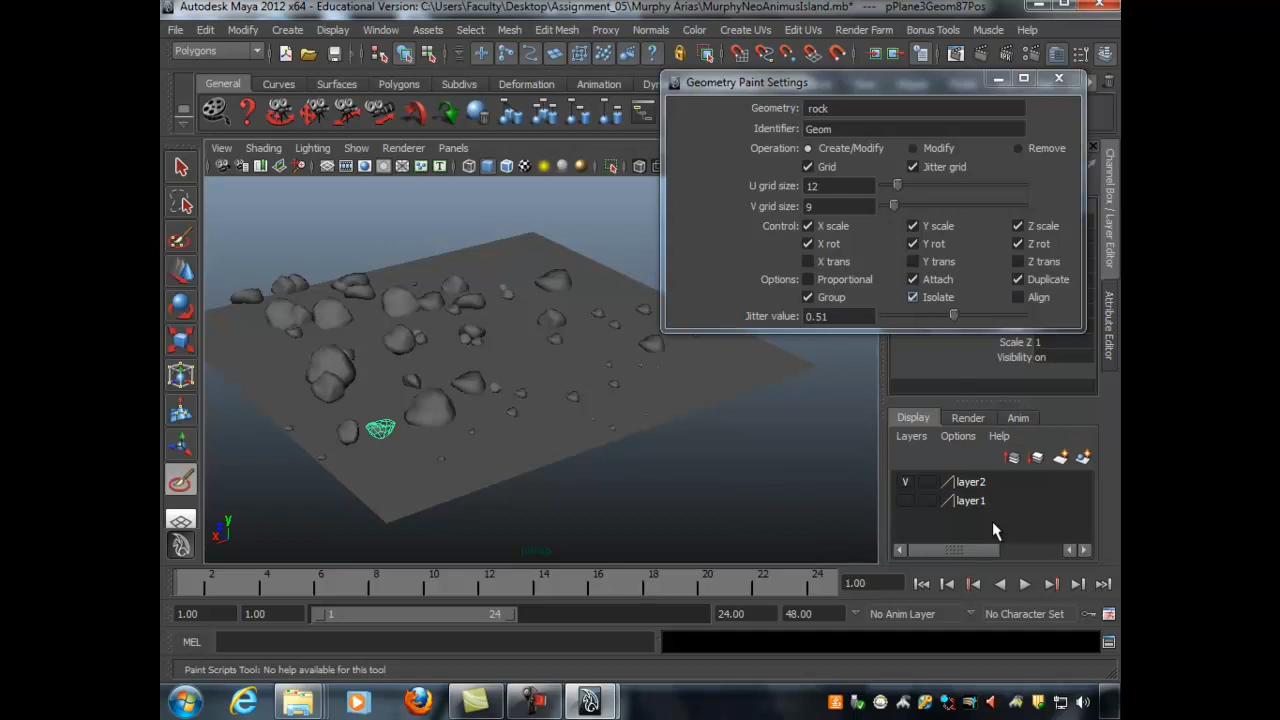 Autodesk Maya 2012 x64 - Educational Version: C:\Users\Faculty\Desktop\Assignment_05\Murphy Arias\MurphyNeoAnimusIsland.mb* --- pPlane3Geom87Pos
File Edit Modify Create Display Window Assets Select Mesh Edit Mesh Proxy Normals Color Create UVs Edit UVs Render Farm Bonus Tools Muscle Help
Polygons
General Curves Surfaces Polygons Subdivs Deformation Animation
Geometry Paint Settings
Geometry: rock
Identifier: Geom
Operation: Create/Modify Modify Remove
Grid Jitter grid
U grid size: 12
V grid size: 9
Control: X scale Y scale Z scale
X rot Y rot Z rot
X trans Y trans Z trans
Options: Proportional Attach Duplicate
Group Isolate Align
Jitter value: 0.51
View Shading Lighting Show Renderer Panels
Channel Box / Layer Editor
Attribute Editor
Scale Z 1
Visibility on
Display Render Anim
Layers Options Help
V layer2
layer1
y
z
x
persp
2 4 6 8 10 12 14 16 18 20 22 24
1.00
1.00 1.00 1 24 24.00 48.00 No Anim Layer No Character Set
MEL
Paint Scripts Tool: No help available for this tool